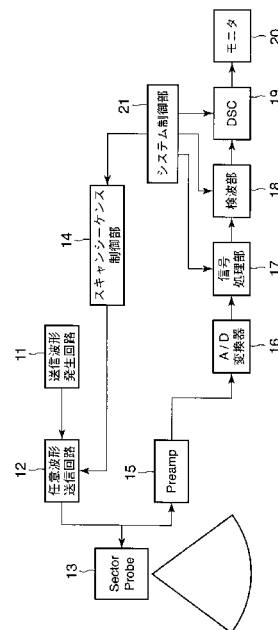 11
送信波形
発生回路
12
任意波形
送信回路
13
Sector
Probe
14
スキャンシーケンス
制御部
15
Preamp
16
A/D
変換器
17
信号
処理部
18
検波部
19
DSC
20
モニタ
21
システム制御部